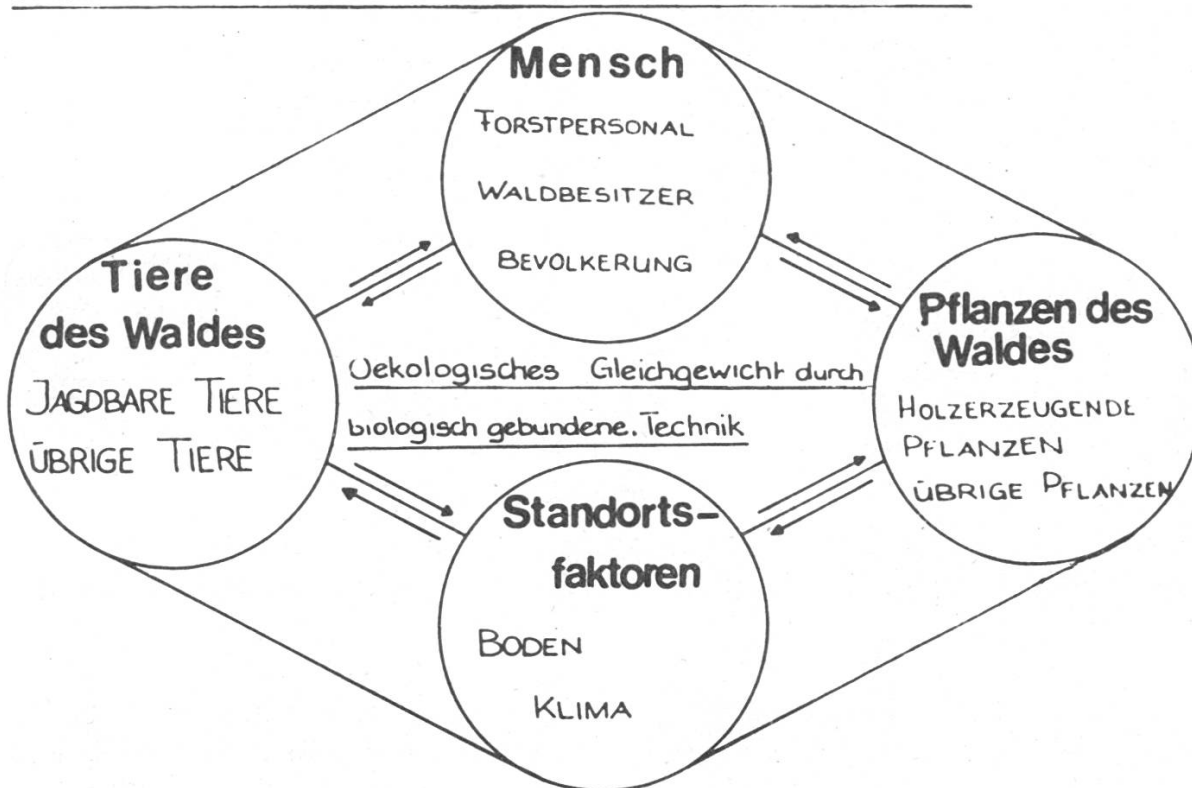 Mensch
FORSTPERSONAL
WALDBESITZER
BEVOLKERUNG
Tiere
des Waldes
JAGDBARE TIERE
ÜBRIGE TIERE
Pflanzen des
Waldes
HOLZERZEUGENDE
PFLANZEN
ÜBRIGE PFLANZEN
Oekologisches Gleichgewicht durch
biologisch gebundene. Technik
Standorts-
faktoren
BODEN
KLIMA